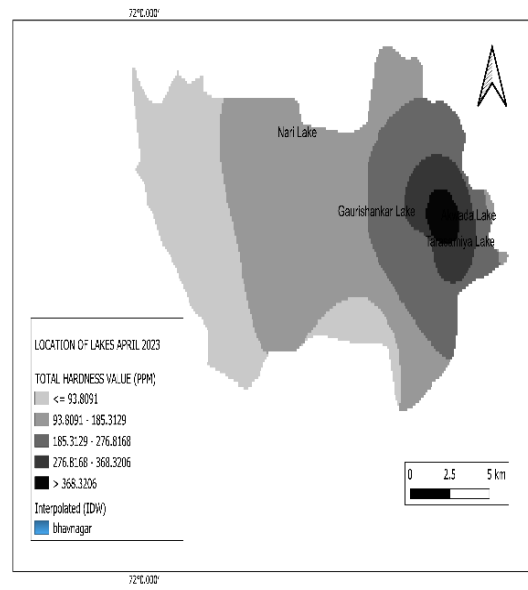 72°0.000'
Nari Lake
Gaurishankar Lake
Lake
Lake
LOCATION OF LAKES APRIL 2023
TOTAL HARDNESS VALUE (PPM)
<= 93.8091
93.8091 - 185.3129
185.3129 - 276.8168
276.8168 - 368.3206
> 368.3206
Interpolated (IDW)
bhavnagar
0 2.5 5 km
72°0.000'